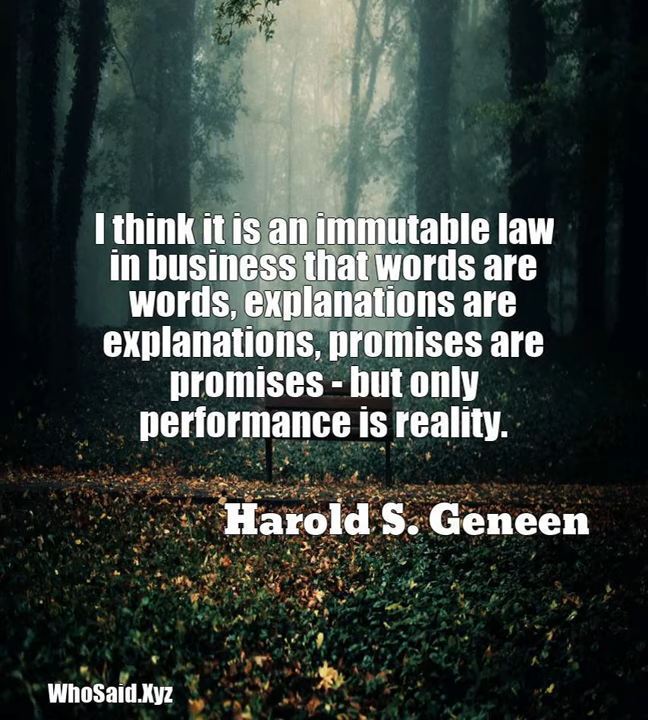 I think it is an immutable law
in business that words are
words, explanations are
explanations, promises are
promises - but only
performance is reality.
Harold S. Geneen
WhoSaid.Xyz